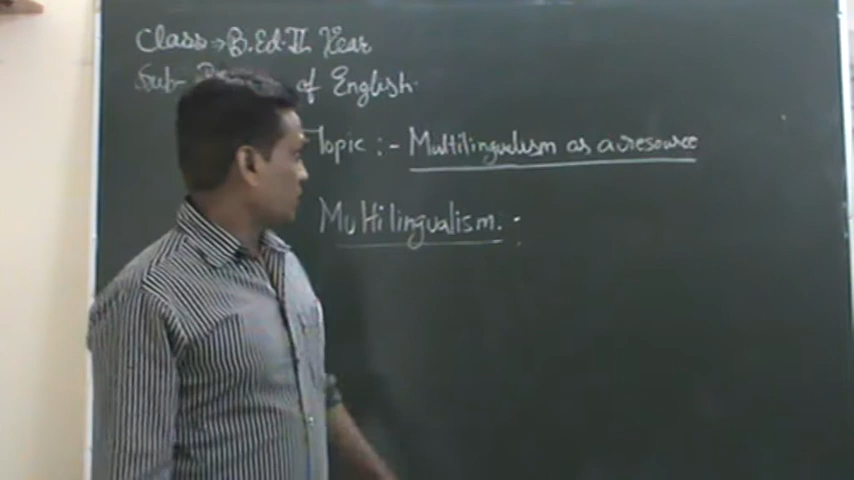 Class → B.Ed. II Year
Sub- of English.
Topic :- Multilingualism as a resource
Multilingualism. :